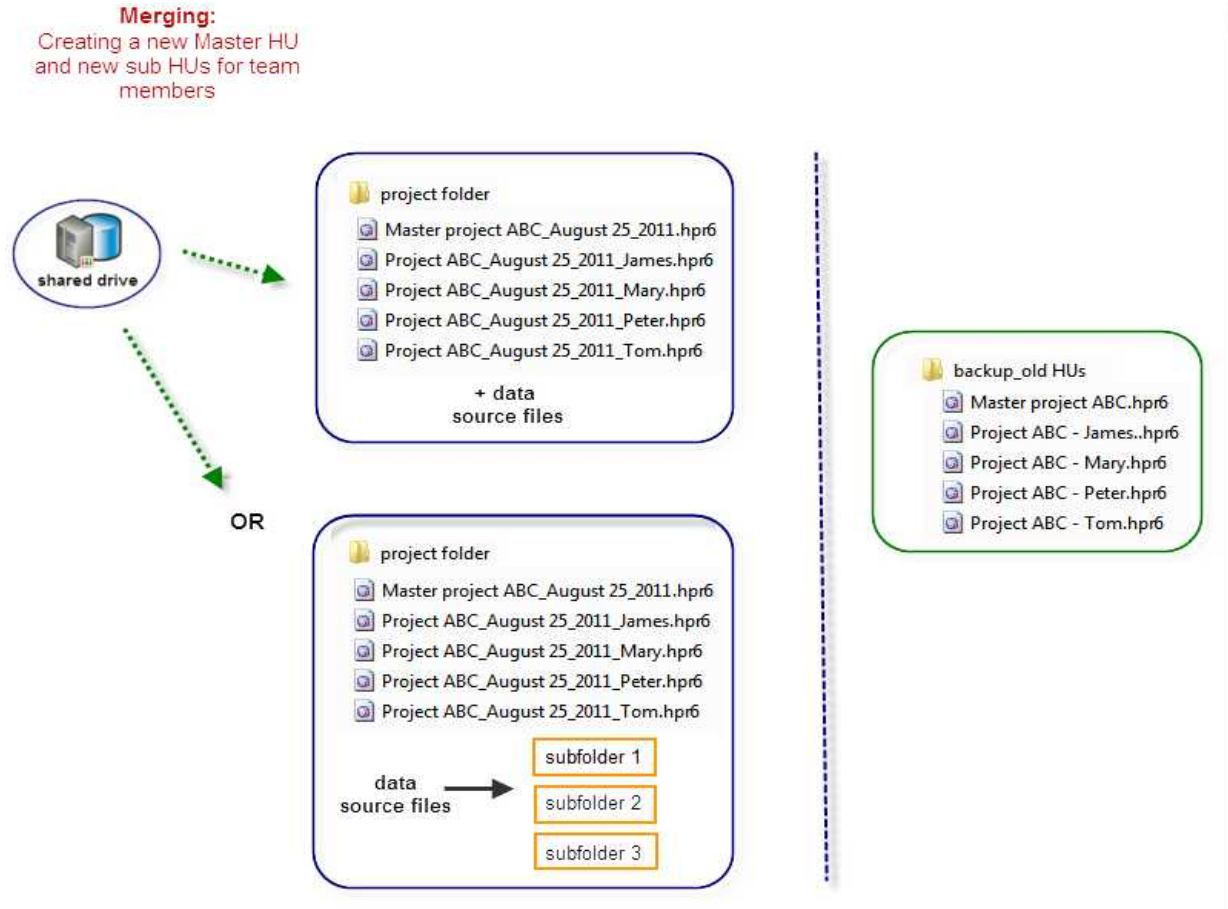 Merging:
Creating a new Master HU
and new sub HUs for team
members
shared drive
project folder
Master project ABC_August 25_2011.hpr6
Project ABC_August 25_2011_James.hpr6
Project ABC_August 25_2011_Mary.hpr6
Project ABC_August 25_2011_Peter.hpr6
Project ABC_August 25_2011_Tom.hpr6
+ data
source files
OR
project folder
Master project ABC_August 25_2011.hpr6
Project ABC_August 25_2011_James.hpr6
Project ABC_August 25_2011_Mary.hpr6
Project ABC_August 25_2011_Peter.hpr6
Project ABC_August 25_2011_Tom.hpr6
data
source files
subfolder 1
subfolder 2
subfolder 3
backup_old HUs
Master project ABC.hpr6
Project ABC - James..hpr6
Project ABC - Mary.hpr6
Project ABC - Peter.hpr6
Project ABC - Tom.hpr6